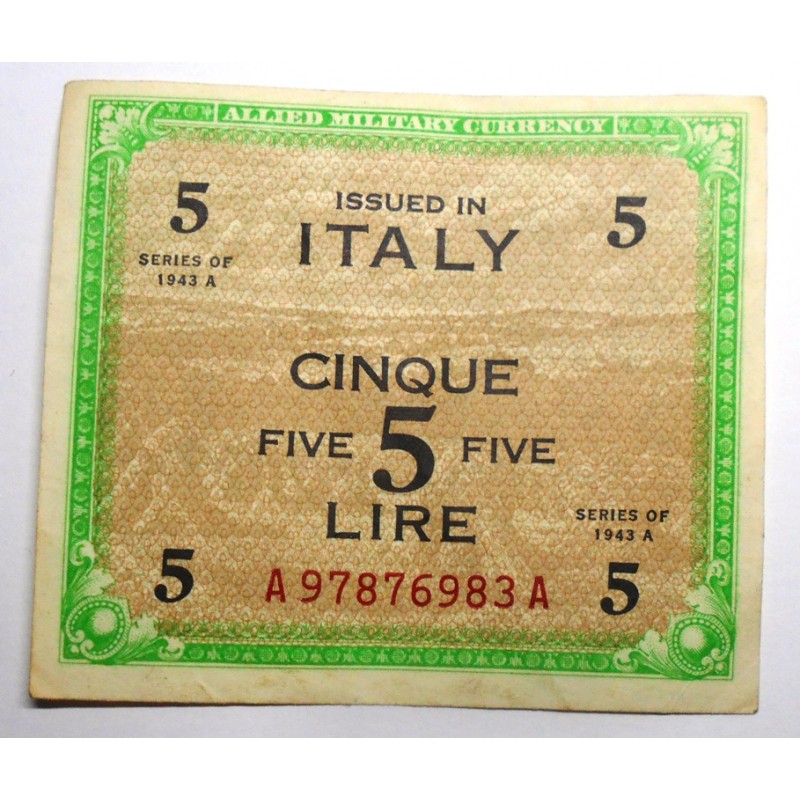 ALLIED MILITARY CURRENCY
5 ISSUED IN 5
ITALY
SERIES OF
1943 A
CINQUE
FIVE 5 FIVE
LIRE
SERIES OF
1943 A
5 A97876983A 5